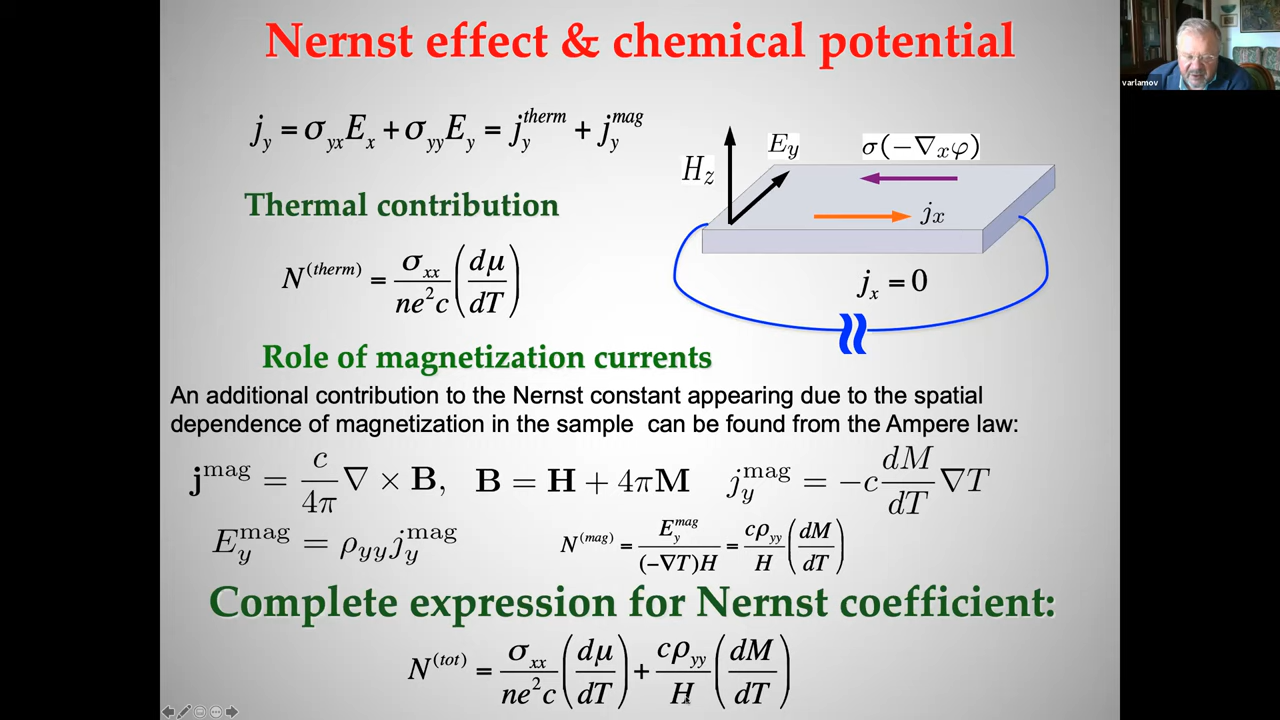 Nernst effect & chemical potential
varlamov
j_y = σ_yx E_x + σ_yy E_y = j_y^therm + j_y^mag
H_z
E_y
σ(−∇_xφ)
j_x
j_x = 0
Thermal contribution
N^(therm) = σ_xx/(ne²c) (dμ/dT)
Role of magnetization currents
An additional contribution to the Nernst constant appearing due to the spatial
dependence of magnetization in the sample can be found from the Ampere law:
j^mag = c/4π ∇ × B, B = H + 4πM j_y^mag = −c dM/dT ∇T
E_y^mag = ρ_yy j_y^mag N^(mag) = E_y^mag/((−∇T)H) = cρ_yy/H (dM/dT)
Complete expression for Nernst coefficient:
N^(tot) = σ_xx/(ne²c) (dμ/dT) + cρ_yy/H (dM/dT)